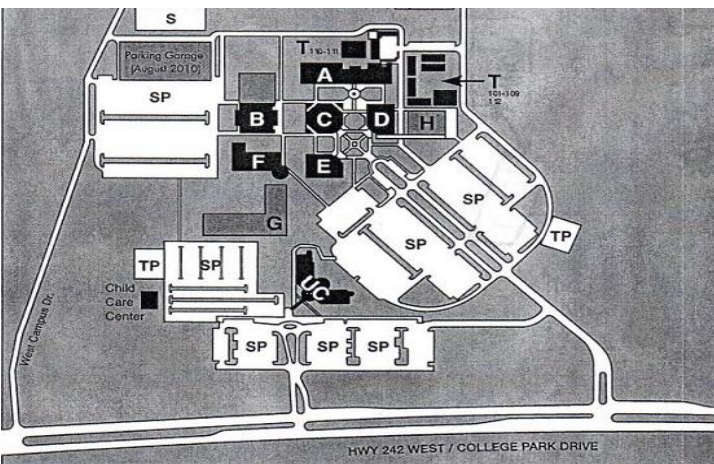 S
Parking Garage
(August 2010)
T 110-111
A
SP
T
101-109
112
B
C
D
H
F
E
G
SP
SP
TP
TP
SP
Child
Care
Center
UC
West Campus Dr.
SP
SP
SP
HWY 242 WEST / COLLEGE PARK DRIVE